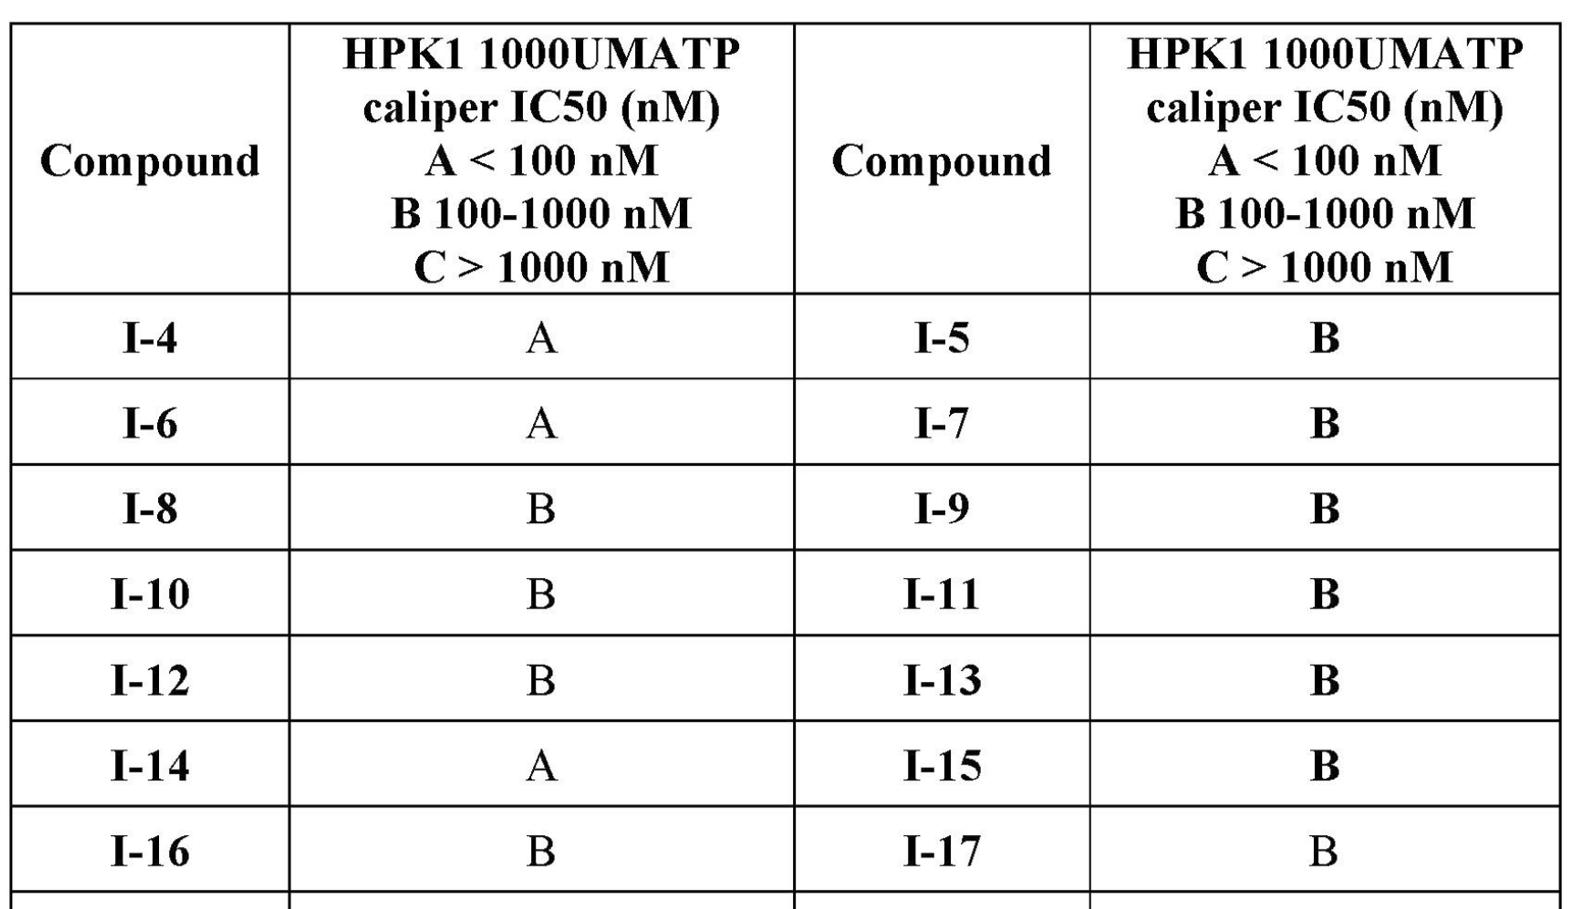 Compound
HPK1 1000UMATP
caliper IC50 (nM)
A < 100 nM
B 100-1000 nM
C > 1000 nM
Compound
HPK1 1000UMATP
caliper IC50 (nM)
A < 100 nM
B 100-1000 nM
C > 1000 nM
I-4 A I-5 B
I-6 A I-7 B
I-8 B I-9 B
I-10 B I-11 B
I-12 B I-13 B
I-14 A I-15 B
I-16 B I-17 B